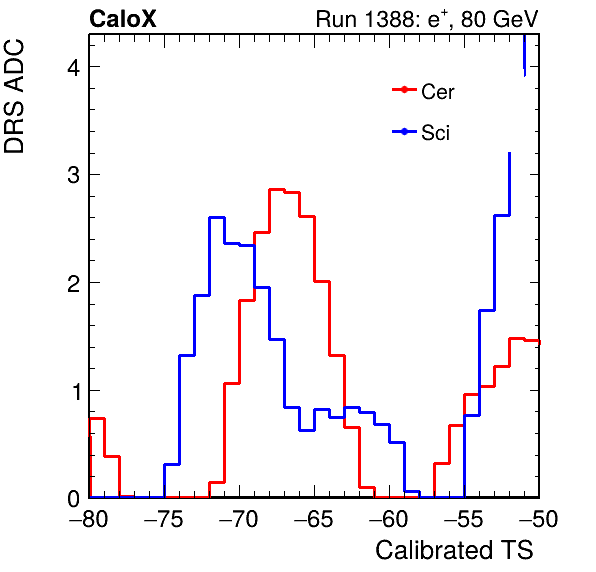 CaloX Run 1388: e⁺, 80 GeV
DRS ADC
Cer
Sci
4
3
2
1
0
−80 −75 −70 −65 −60 −55 −50
Calibrated TS